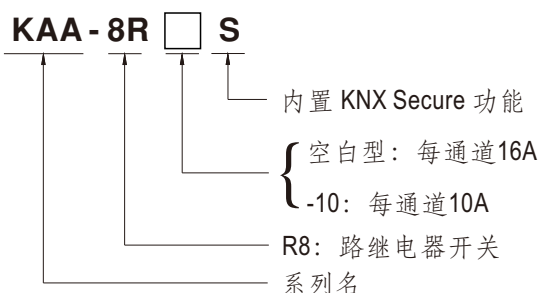 KAA-8R□ S
内置 KNX Secure 功能
空白型：每通道16A
-10：每通道10A
R8：路继电器开关
系列名